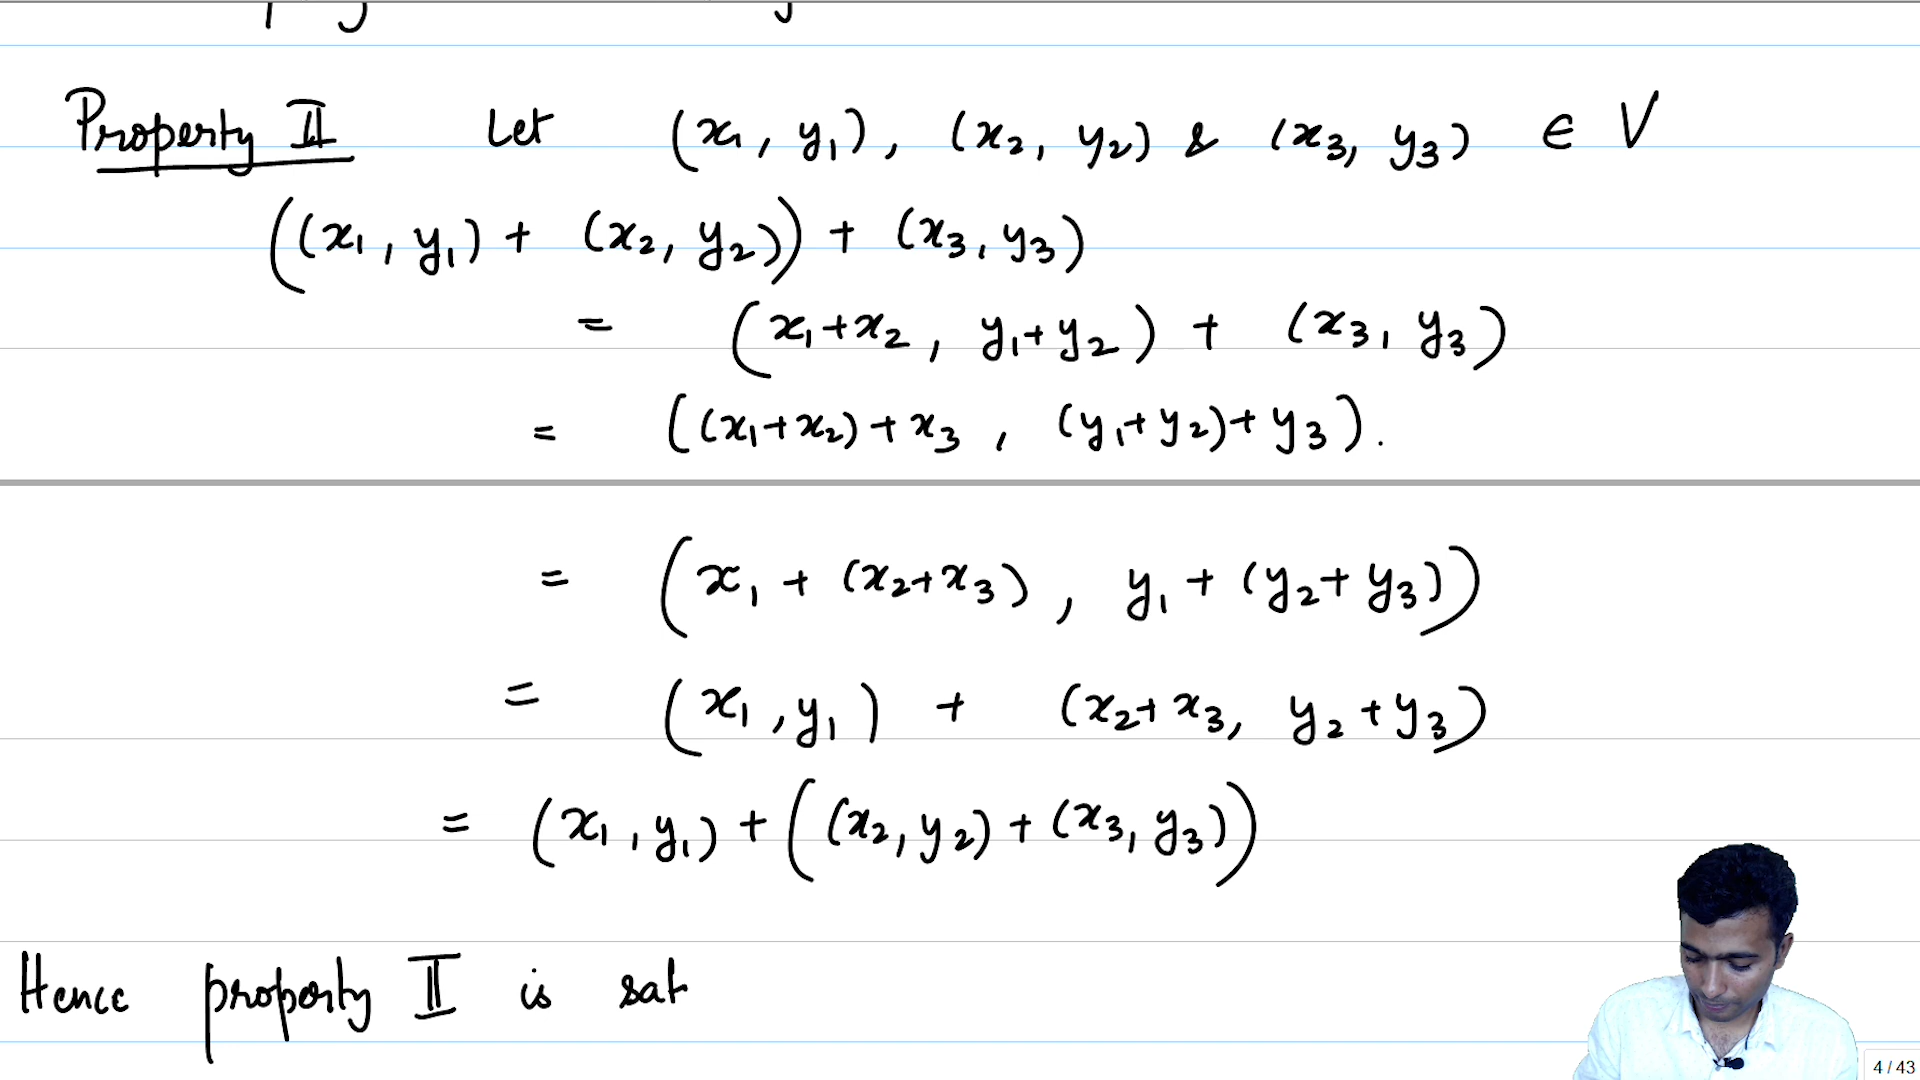 Property II Let (x₁, y₁), (x₂, y₂) & (x₃, y₃) ∈ V
((x₁, y₁) + (x₂, y₂)) + (x₃, y₃)
= (x₁+x₂, y₁+y₂) + (x₃, y₃)
= ((x₁+x₂)+x₃, (y₁+y₂)+y₃).
= (x₁ + (x₂+x₃), y₁ + (y₂+y₃))
= (x₁, y₁) + (x₂+x₃, y₂+y₃)
= (x₁, y₁) + ((x₂, y₂) + (x₃, y₃))
Hence property II is sat
4 / 43